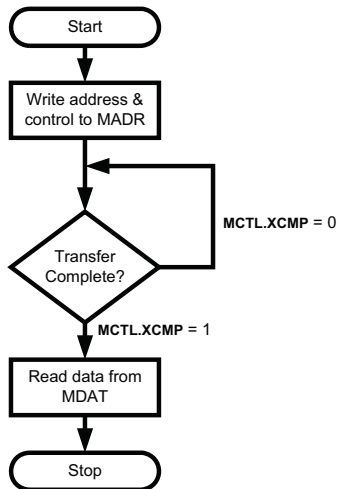 Start
Write address &
control to MADR
MCTL.XCMP = 0
Transfer
Complete?
MCTL.XCMP = 1
Read data from
MDAT
Stop